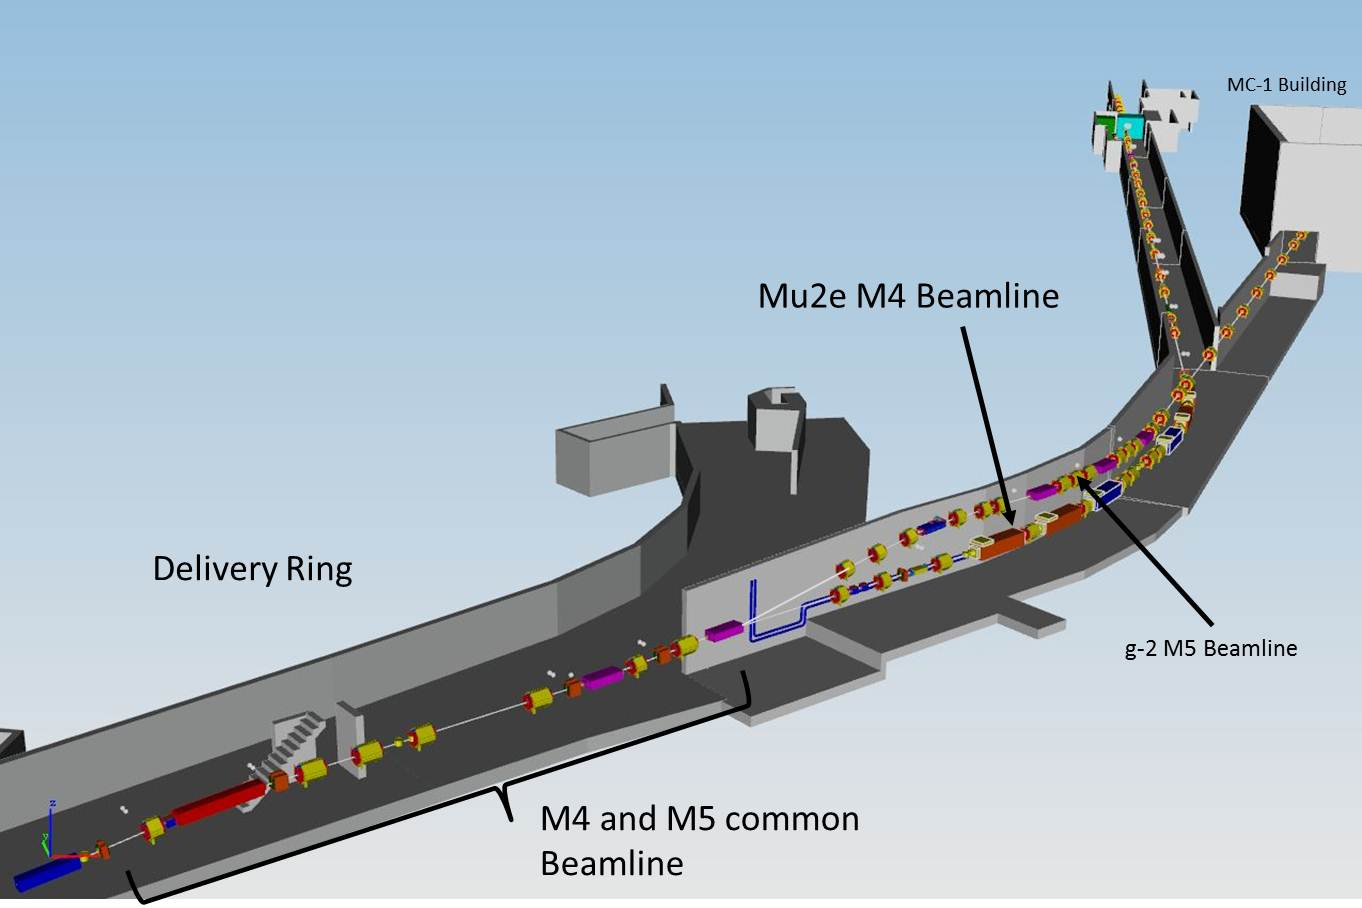 MC-1 Building
Mu2e M4 Beamline
Delivery Ring
g-2 M5 Beamline
M4 and M5 common
Beamline
z
y